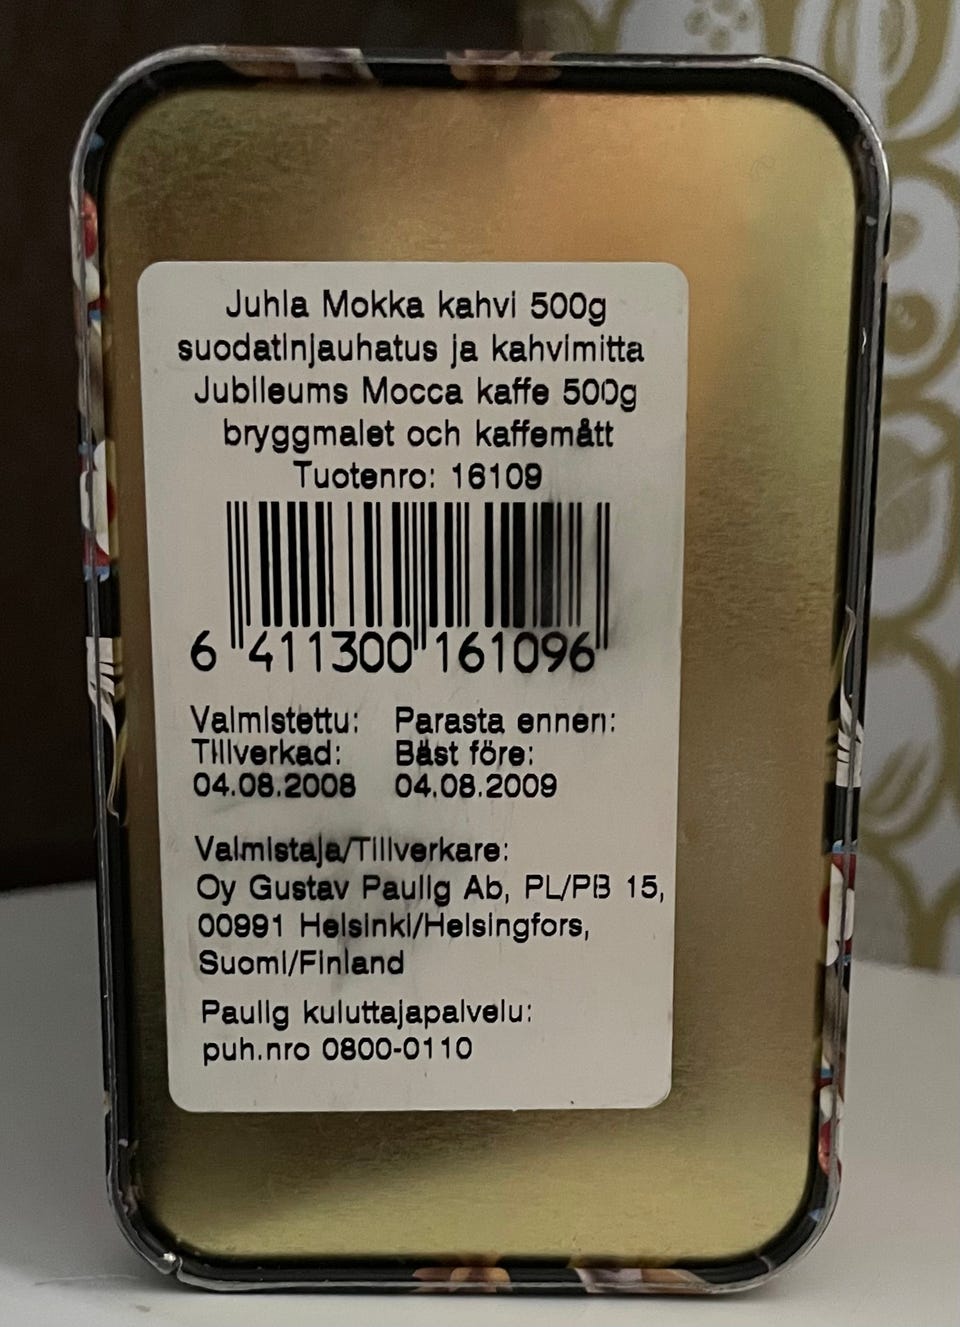 Juhla Mokka kahvi 500g
suodatinjauhatus ja kahvimitta
Jubileums Mocca kaffe 500g
bryggmalet och kaffemått
Tuotenro: 16109
6 411300 161096
Valmistettu: Parasta ennen:
Tillverkad: Bäst före:
04.08.2008 04.08.2009
Valmistaja/Tillverkare:
Oy Gustav Paulig Ab, PL/PB 15,
00991 Helsinki/Helsingfors,
Suomi/Finland
Paulig kuluttajapalvelu:
puh.nro 0800-0110